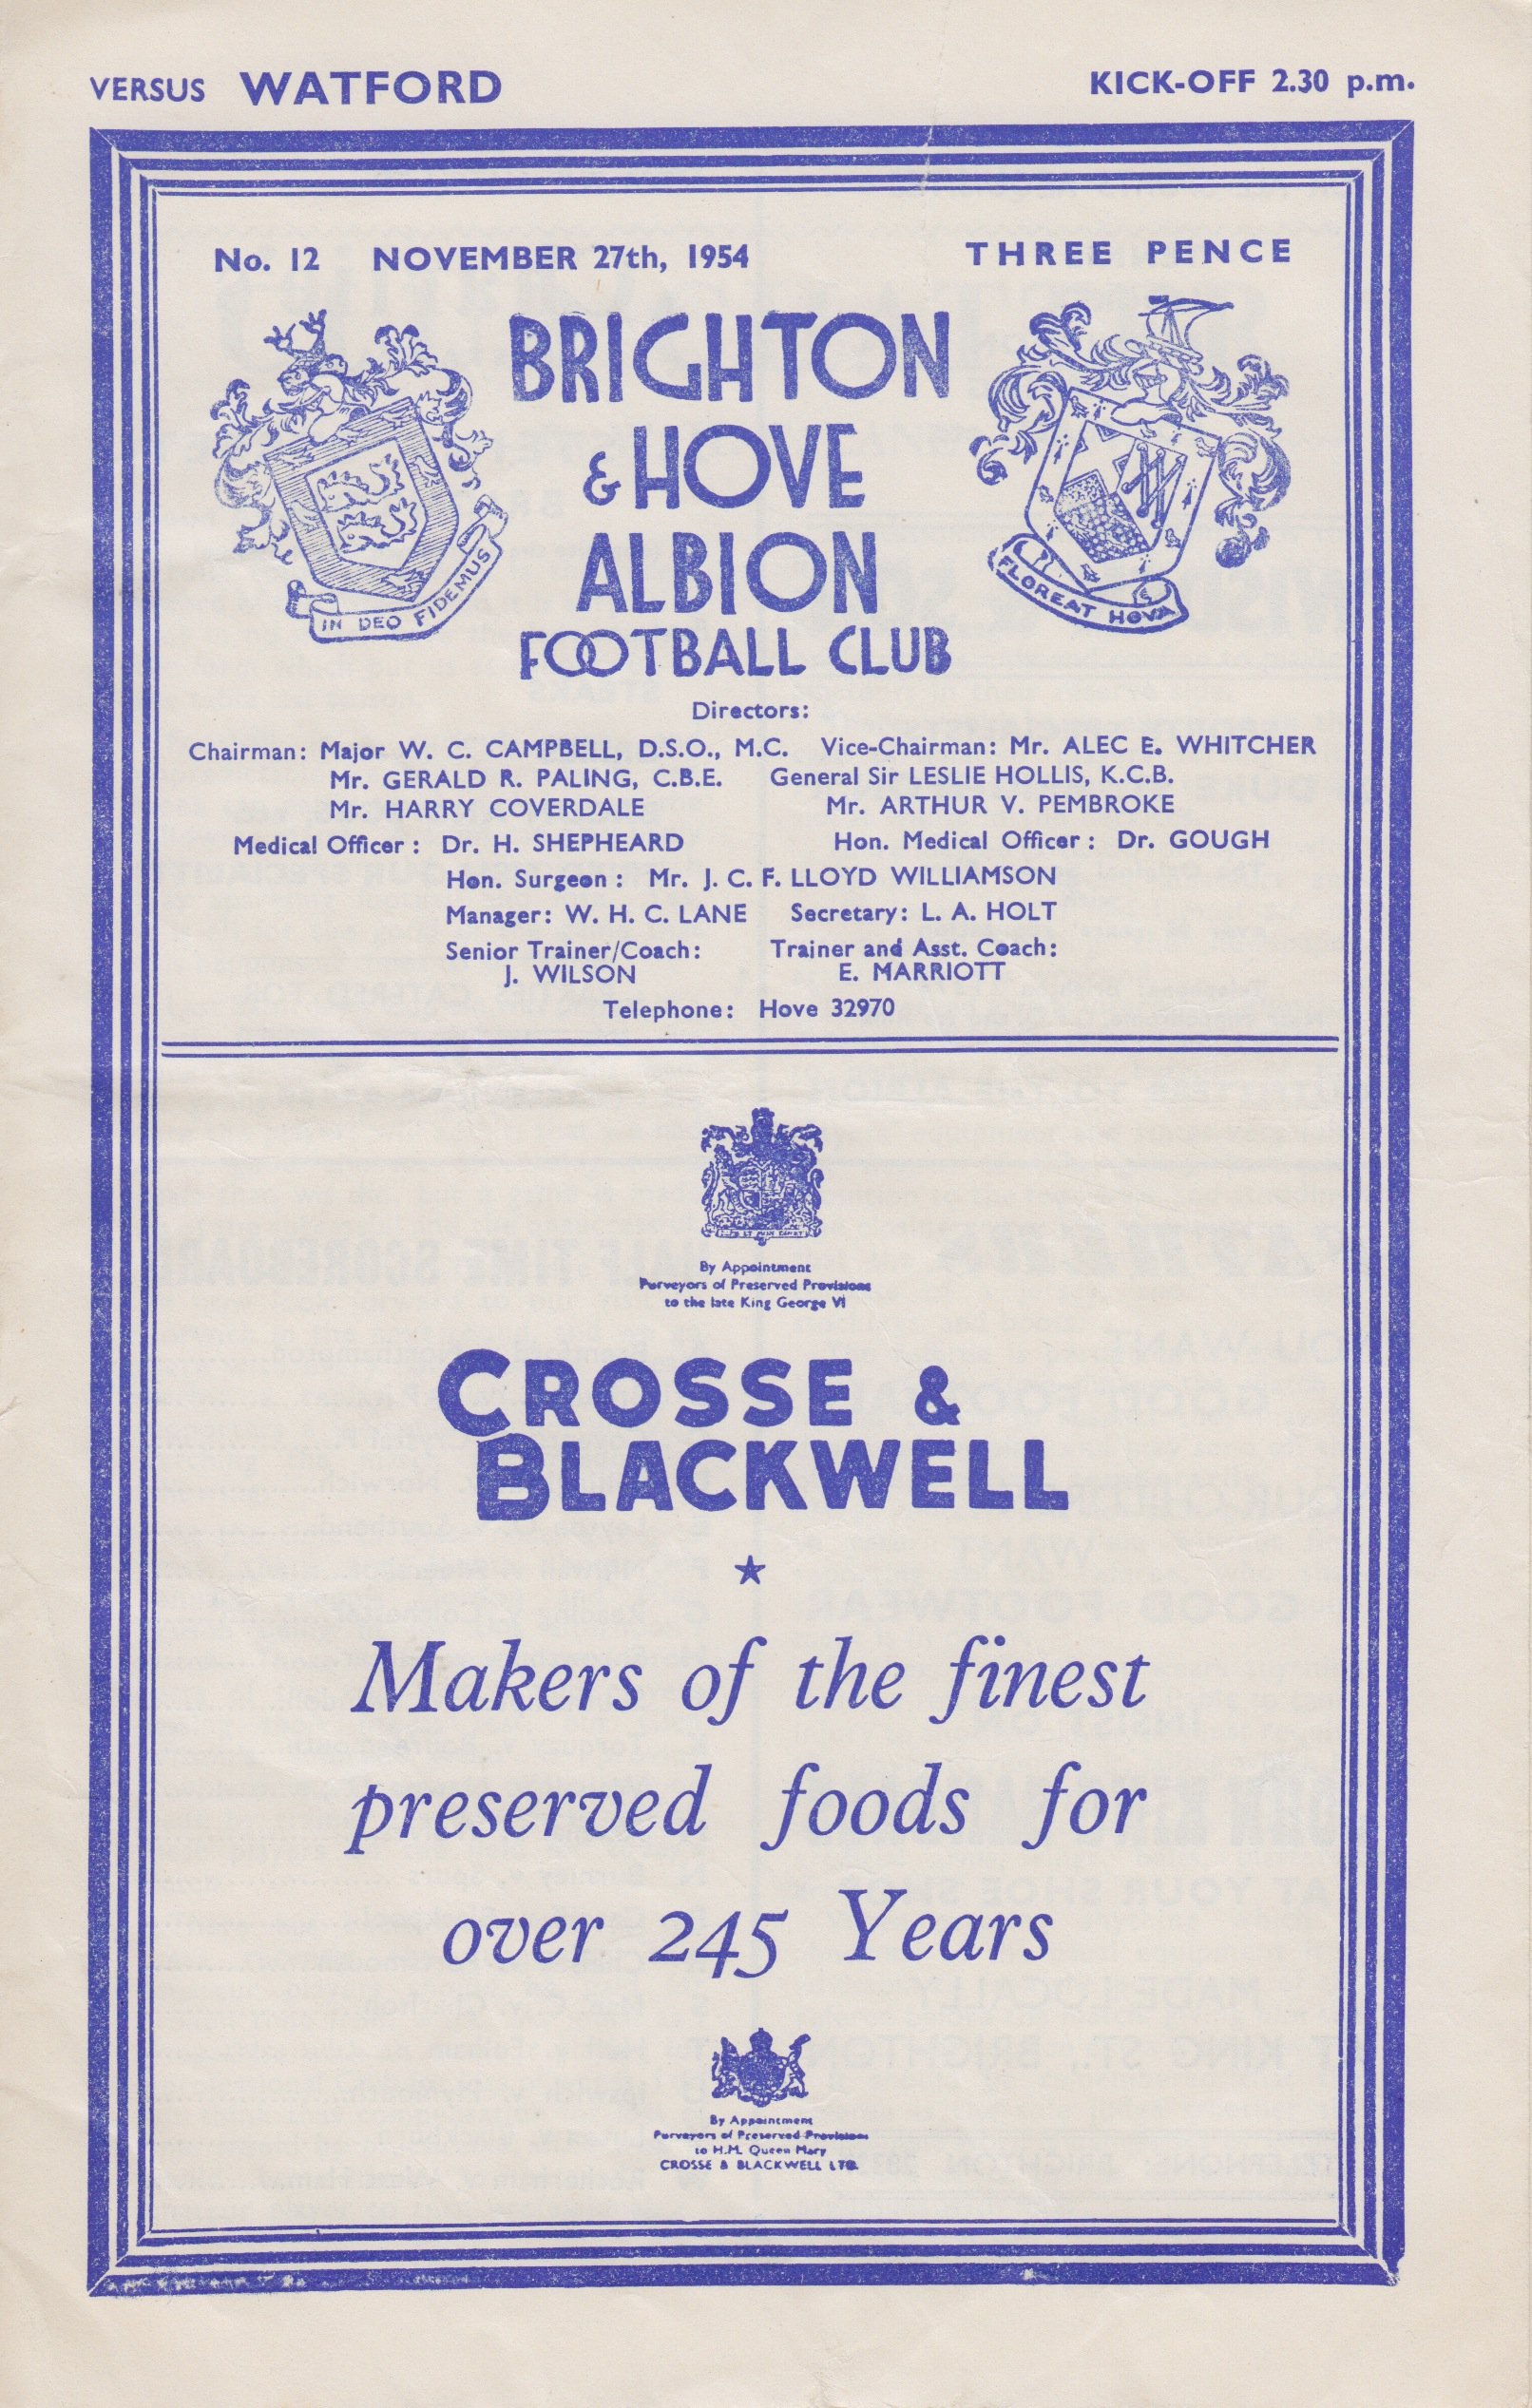 VERSUS WATFORD KICK-OFF 2.30 p.m.
No. 12 NOVEMBER 27th, 1954 THREE PENCE
BRIGHTON
& HOVE
ALBION
FOOTBALL CLUB
IN DEO FIDEMUS
FLOREAT HOVA
Directors:
Chairman: Major W. C. CAMPBELL, D.S.O., M.C. Vice-Chairman: Mr. ALEC E. WHITCHER
Mr. GERALD R. PALING, C.B.E. General Sir LESLIE HOLLIS, K.C.B.
Mr. HARRY COVERDALE Mr. ARTHUR V. PEMBROKE
Medical Officer : Dr. H. SHEPHEARD Hon. Medical Officer : Dr. GOUGH
Hon. Surgeon : Mr. J. C. F. LLOYD WILLIAMSON
Manager: W. H. C. LANE Secretary: L. A. HOLT
Senior Trainer/Coach: Trainer and Asst. Coach:
J. WILSON E. MARRIOTT
Telephone: Hove 32970
By Appointment
Purveyors of Preserved Provisions
to the late King George VI
CROSSE &
BLACKWELL
Makers of the finest
preserved foods for
over 245 Years
By Appointment
Purveyors of Preserved Provisions
to H.M. Queen Mary
CROSSE & BLACKWELL LTD.